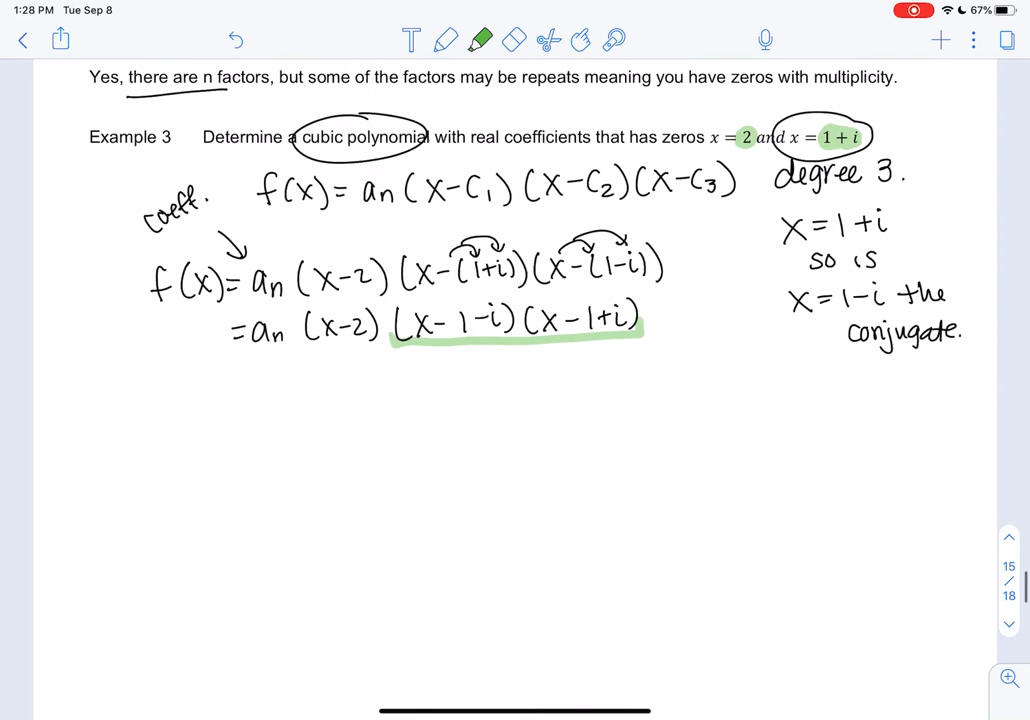 1:28 PM Tue Sep 8
67%
Yes, there are n factors, but some of the factors may be repeats meaning you have zeros with multiplicity.
Example 3 Determine a cubic polynomial with real coefficients that has zeros x = 2 and x = 1 + i
degree 3.
coeff.
f(x) = an (x-c1) (x-c2)(x-c3)
x=1+i
so is
x=1-i the
conjugate.
f(x)= an (x-2) (x-(1+i))(x-(1-i))
=an (x-2) (x-1-i)(x-1+i)
15
/
18